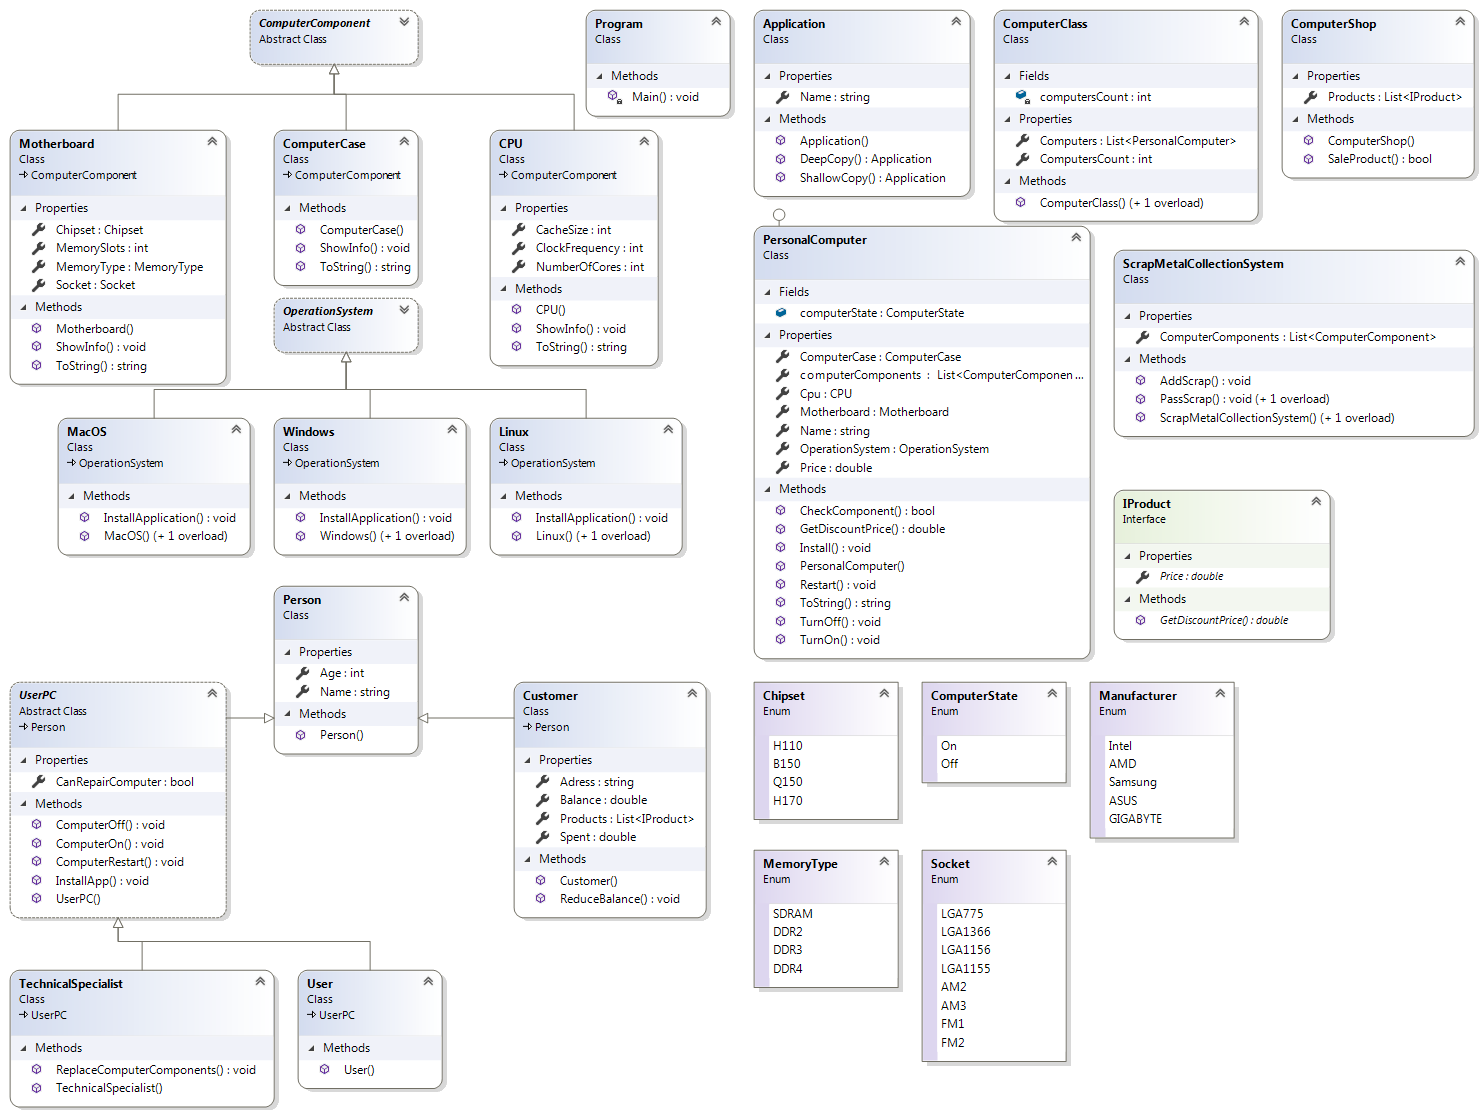 ComputerComponent
Abstract Class
Program
Class
Methods
Main() : void
Application
Class
Properties
Name : string
Methods
Application()
DeepCopy() : Application
ShallowCopy() : Application
ComputerClass
Class
Fields
computersCount : int
Properties
Computers : List<PersonalComputer>
ComputersCount : int
Methods
ComputerClass() (+ 1 overload)
ComputerShop
Class
Properties
Products : List<IProduct>
Methods
ComputerShop()
SaleProduct() : bool
Motherboard
Class
ComputerComponent
Properties
Chipset : Chipset
MemorySlots : int
MemoryType : MemoryType
Socket : Socket
Methods
Motherboard()
ShowInfo() : void
ToString() : string
ComputerCase
Class
ComputerComponent
Methods
ComputerCase()
ShowInfo() : void
ToString() : string
CPU
Class
ComputerComponent
Properties
CacheSize : int
ClockFrequency : int
NumberOfCores : int
Methods
CPU()
ShowInfo() : void
ToString() : string
OperationSystem
Abstract Class
MacOS
Class
OperationSystem
Methods
InstallApplication() : void
MacOS() (+ 1 overload)
Windows
Class
OperationSystem
Methods
InstallApplication() : void
Windows() (+ 1 overload)
Linux
Class
OperationSystem
Methods
InstallApplication() : void
Linux() (+ 1 overload)
PersonalComputer
Class
Fields
computerState : ComputerState
Properties
ComputerCase : ComputerCase
computerComponents : List<ComputerComponen ...
Cpu : CPU
Motherboard : Motherboard
Name : string
OperationSystem : OperationSystem
Price : double
Methods
CheckComponent() : bool
GetDiscountPrice() : double
Install() : void
PersonalComputer()
Restart() : void
ToString() : string
TurnOff() : void
TurnOn() : void
ScrapMetalCollectionSystem
Class
Properties
ComputerComponents : List<ComputerComponent>
Methods
AddScrap() : void
PassScrap() : void (+ 1 overload)
ScrapMetalCollectionSystem() (+ 1 overload)
IProduct
Interface
Properties
Price : double
Methods
GetDiscountPrice() : double
Person
Class
Properties
Age : int
Name : string
Methods
Person()
UserPC
Abstract Class
Person
Properties
CanRepairComputer : bool
Methods
ComputerOff() : void
ComputerOn() : void
ComputerRestart() : void
InstallApp() : void
UserPC()
Customer
Class
Person
Properties
Adress : string
Balance : double
Products : List<IProduct>
Spent : double
Methods
Customer()
ReduceBalance() : void
Chipset
Enum
H110
B150
Q150
H170
ComputerState
Enum
On
Off
Manufacturer
Enum
Intel
AMD
Samsung
ASUS
GIGABYTE
MemoryType
Enum
SDRAM
DDR2
DDR3
DDR4
Socket
Enum
LGA775
LGA1366
LGA1156
LGA1155
AM2
AM3
FM1
FM2
TechnicalSpecialist
Class
UserPC
Methods
ReplaceComputerComponents() : void
TechnicalSpecialist()
User
Class
UserPC
Methods
User()